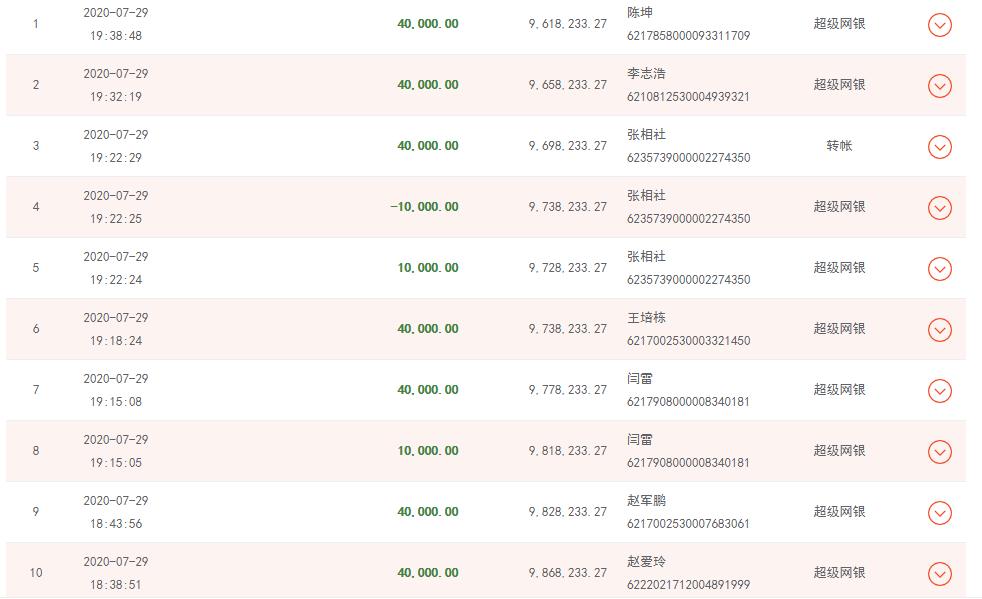 1 2020-07-29 19:38:48 40,000.00 9,618,233.27 陈坤 6217858000093311709 超级网银
2 2020-07-29 19:32:19 40,000.00 9,658,233.27 李志浩 6210812530004939321 超级网银
3 2020-07-29 19:22:29 40,000.00 9,698,233.27 张相社 6235739000002274350 转帐
4 2020-07-29 19:22:25 -10,000.00 9,738,233.27 张相社 6235739000002274350 超级网银
5 2020-07-29 19:22:24 10,000.00 9,728,233.27 张相社 6235739000002274350 超级网银
6 2020-07-29 19:18:24 40,000.00 9,738,233.27 王培栋 6217002530003321450 超级网银
7 2020-07-29 19:15:08 40,000.00 9,778,233.27 闫雷 6217908000008340181 超级网银
8 2020-07-29 19:15:05 10,000.00 9,818,233.27 闫雷 6217908000008340181 超级网银
9 2020-07-29 18:43:56 40,000.00 9,828,233.27 赵军鹏 6217002530007683061 超级网银
10 2020-07-29 18:38:51 40,000.00 9,868,233.27 赵爱玲 6222021712004891999 超级网银